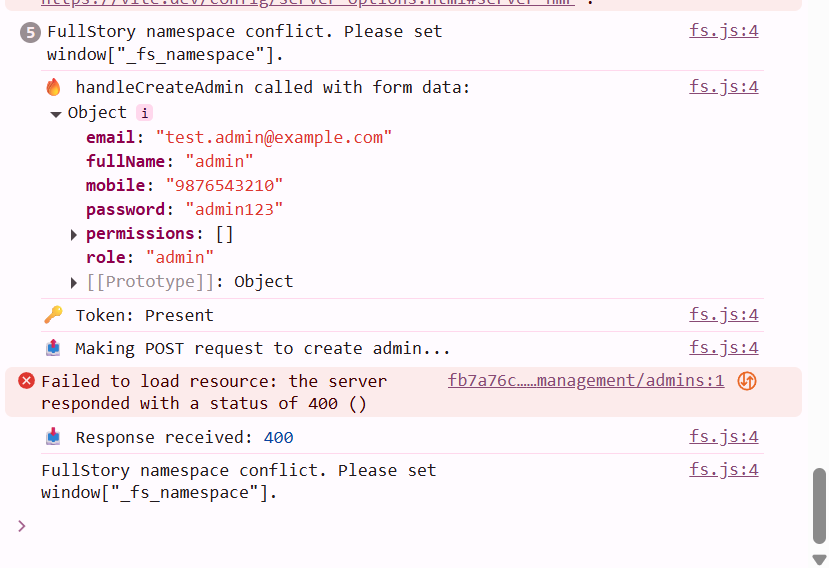 https://vite.dev/config/server-options.html#server-hmr .
5 FullStory namespace conflict. Please set fs.js:4
window["_fs_namespace"].
🔥 handleCreateAdmin called with form data: fs.js:4
Object i
email: "test.admin@example.com"
fullName: "admin"
mobile: "9876543210"
password: "admin123"
permissions: []
role: "admin"
[[Prototype]]: Object
🔑 Token: Present fs.js:4
📤 Making POST request to create admin... fs.js:4
Failed to load resource: the server fb7a76c……management/admins:1
responded with a status of 400 ()
📥 Response received: 400 fs.js:4
FullStory namespace conflict. Please set fs.js:4
window["_fs_namespace"].